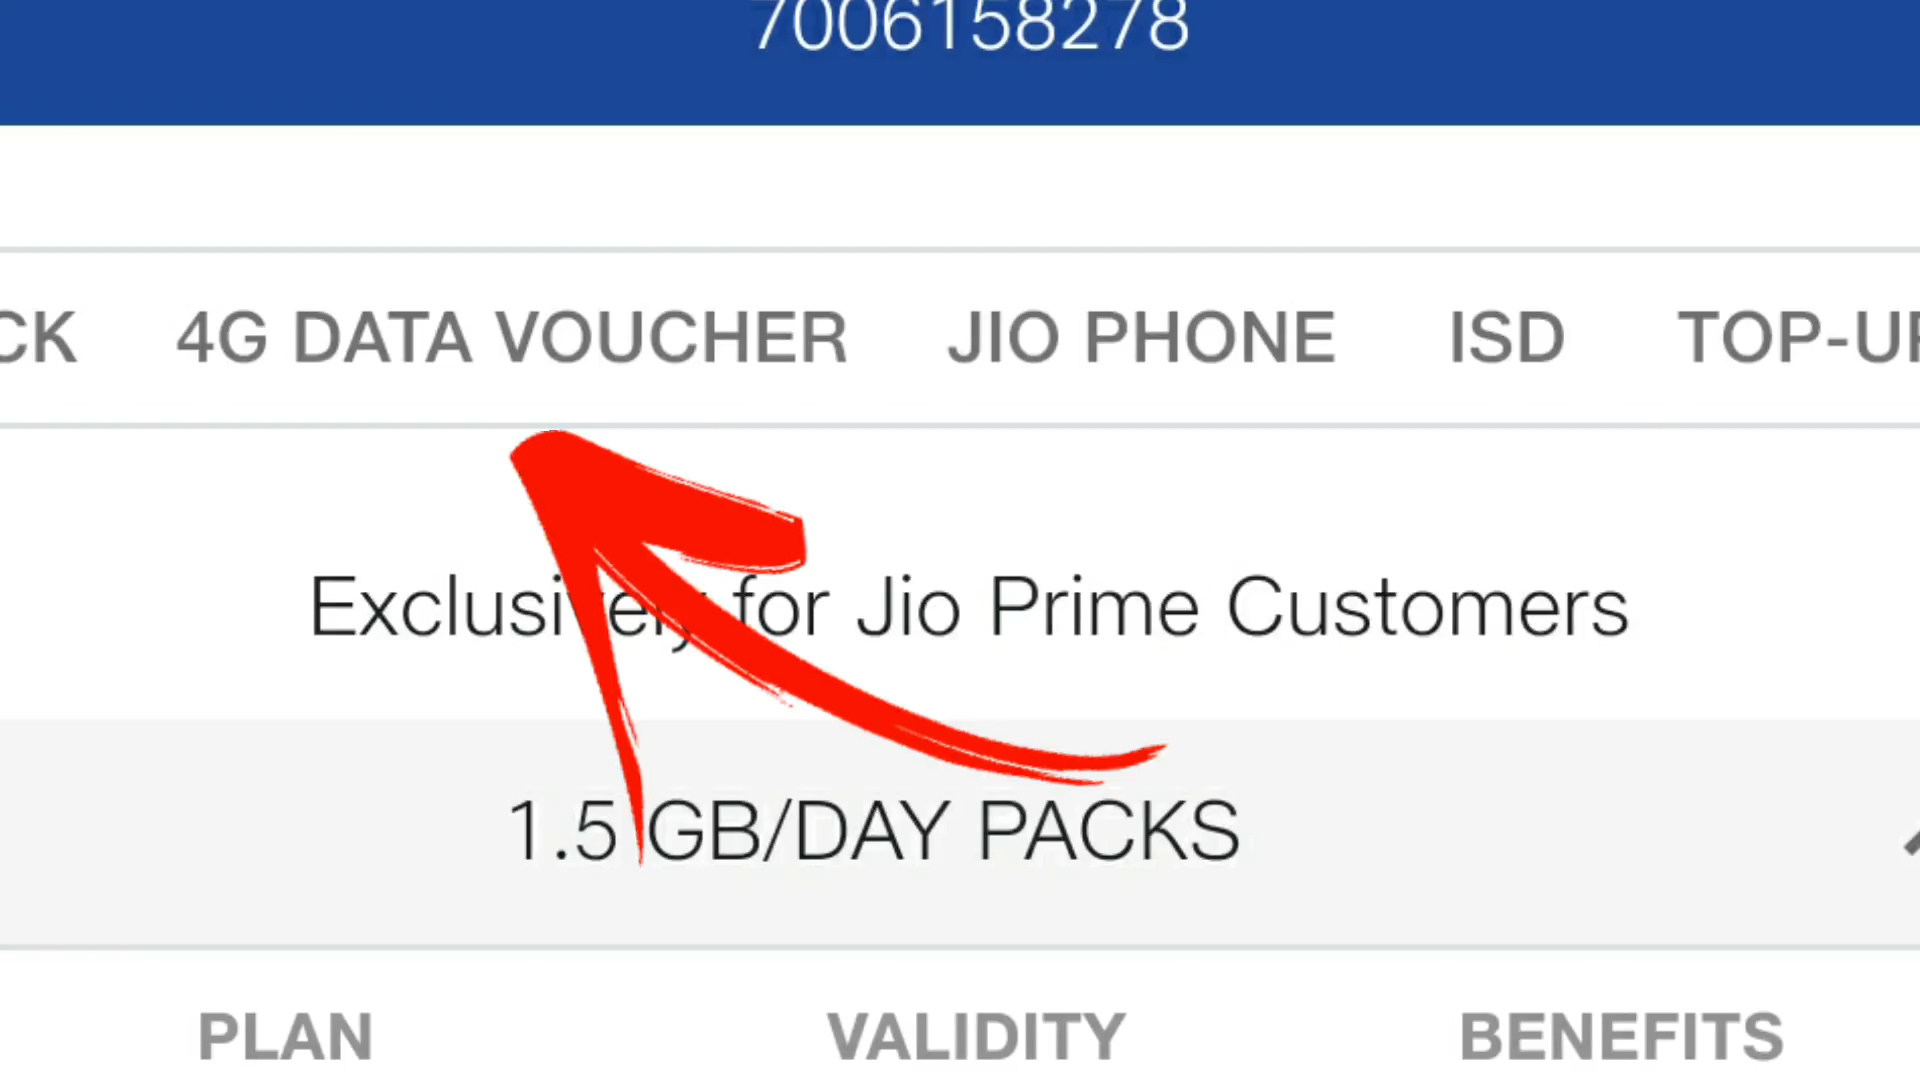 7006158278
CK 4G DATA VOUCHER JIO PHONE ISD TOP-UP
Exclusively for Jio Prime Customers
1.5 GB/DAY PACKS
PLAN VALIDITY BENEFITS